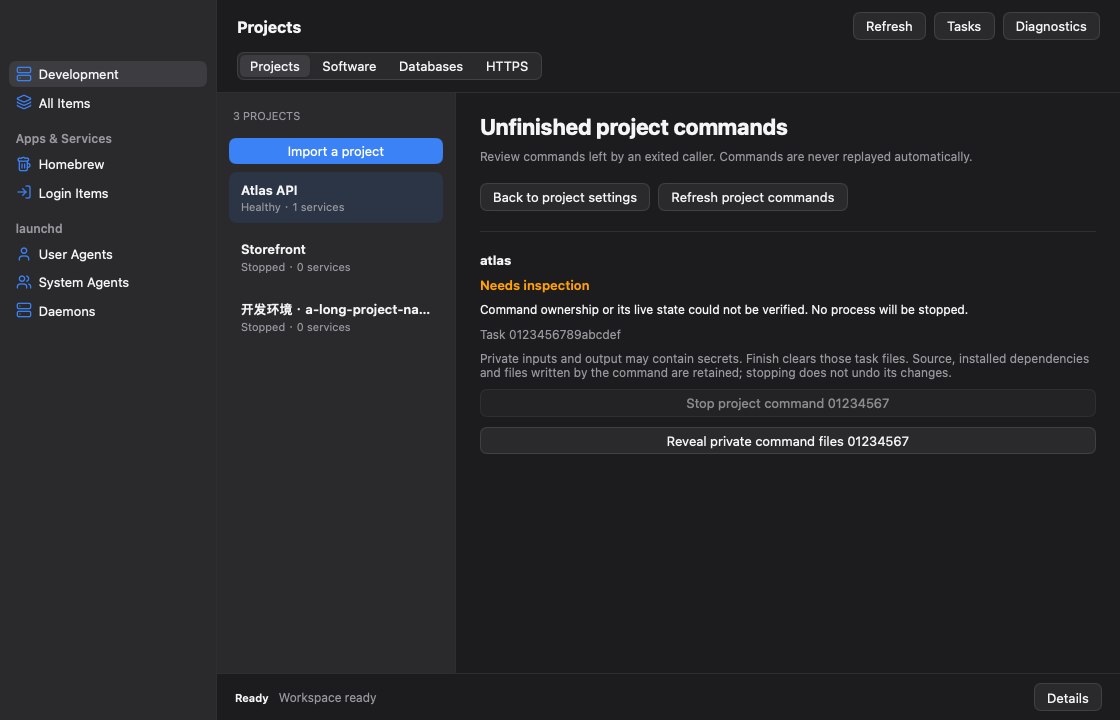 Projects
Refresh
Tasks
Diagnostics
Projects
Software
Databases
HTTPS
Development
All Items
Apps & Services
Homebrew
Login Items
launchd
User Agents
System Agents
Daemons
3 PROJECTS
Import a project
Atlas API
Healthy · 1 services
Storefront
Stopped · 0 services
开发环境 · a-long-project-na...
Stopped · 0 services
Unfinished project commands
Review commands left by an exited caller. Commands are never replayed automatically.
Back to project settings
Refresh project commands
atlas
Needs inspection
Command ownership or its live state could not be verified. No process will be stopped.
Task 0123456789abcdef
Private inputs and output may contain secrets. Finish clears those task files. Source, installed dependencies
and files written by the command are retained; stopping does not undo its changes.
Stop project command 01234567
Reveal private command files 01234567
Ready
Workspace ready
Details